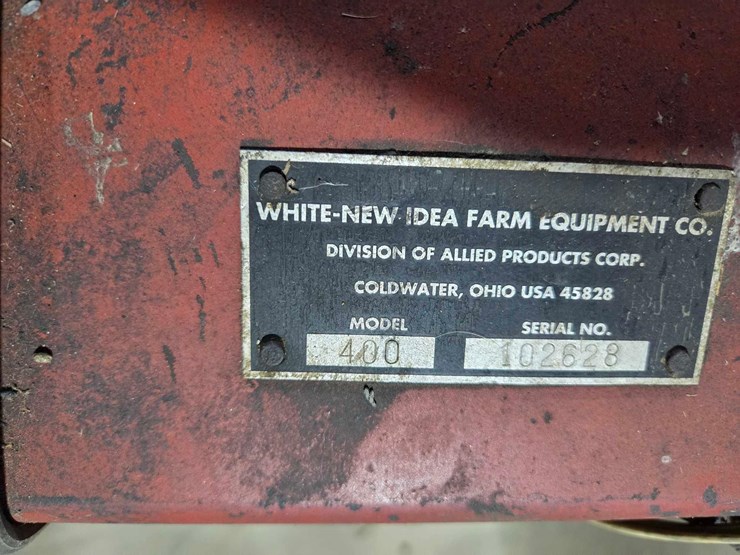 WHITE-NEW IDEA FARM EQUIPMENT CO.
DIVISION OF ALLIED PRODUCTS CORP.
COLDWATER, OHIO USA 45828
MODEL SERIAL NO.
400 102628